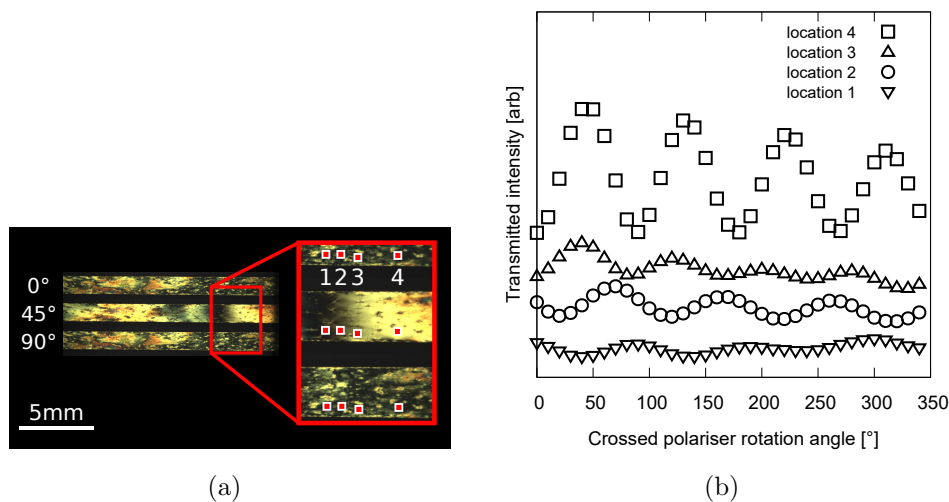 0°
45°
90°
1 2 3 4
5mm
(a)
location 4
location 3
location 2
location 1
Transmitted intensity [arb]
0 50 100 150 200 250 300 350
Crossed polariser rotation angle [°]
(b)